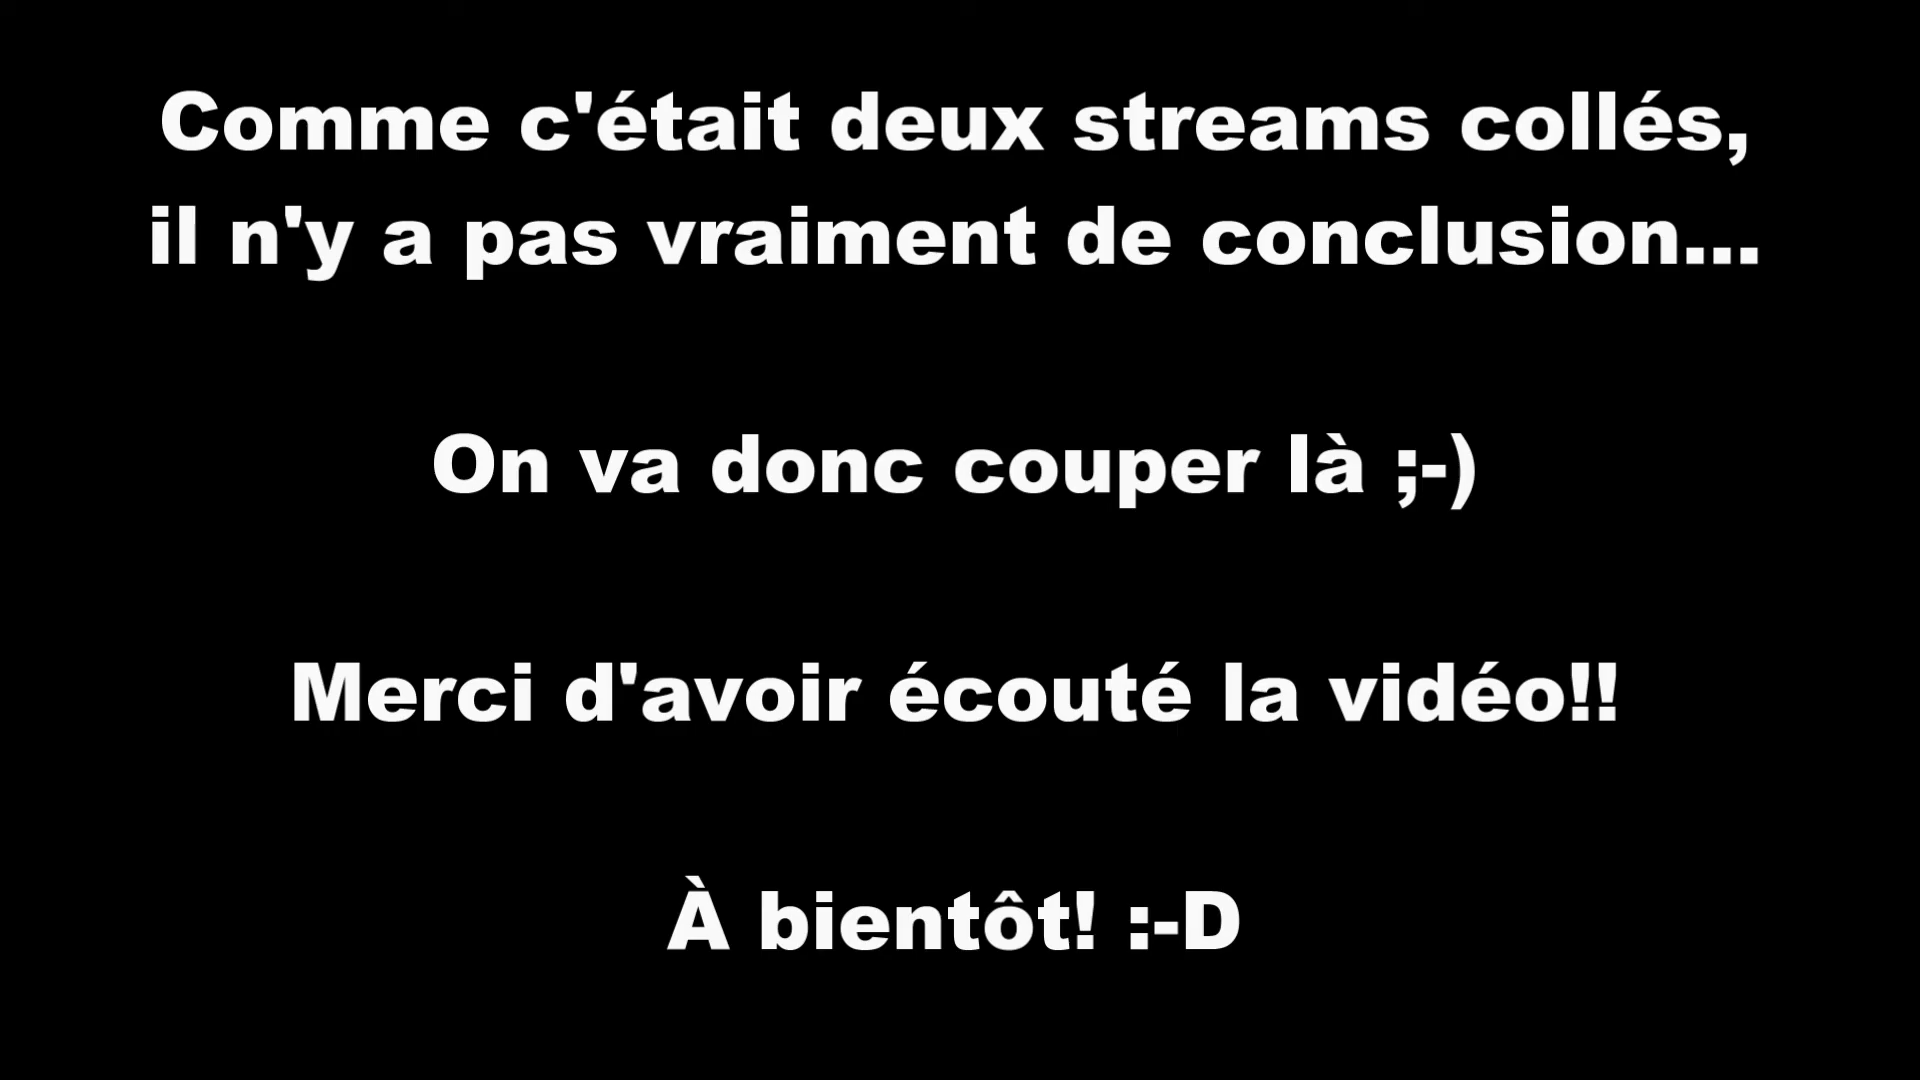 Comme c'était deux streams collés,
il n'y a pas vraiment de conclusion...
On va donc couper là ;-)
Merci d'avoir écouté la vidéo!!
À bientôt! :-D